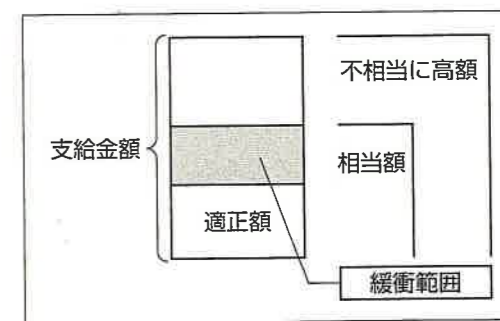 不相当に高額
支給金額
相当額
適正額
緩衝範囲